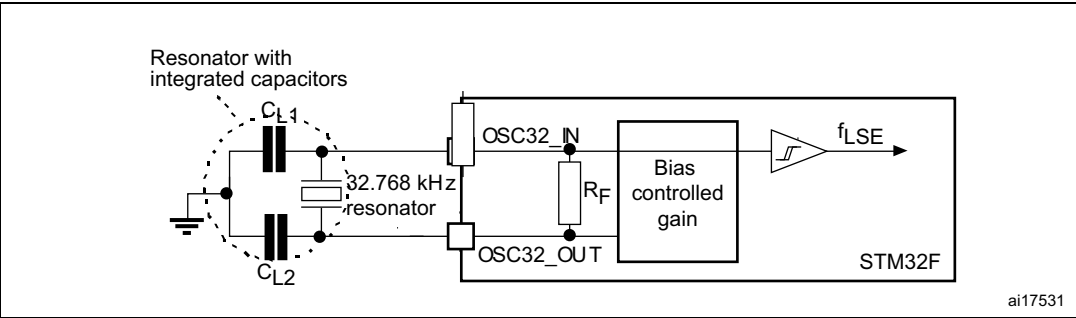 Resonator with
integrated capacitors
CL1
OSC32_IN
fLSE
32.768 kHz
resonator
RF
Bias
controlled
gain
OSC32_OUT
STM32F
CL2
ai17531